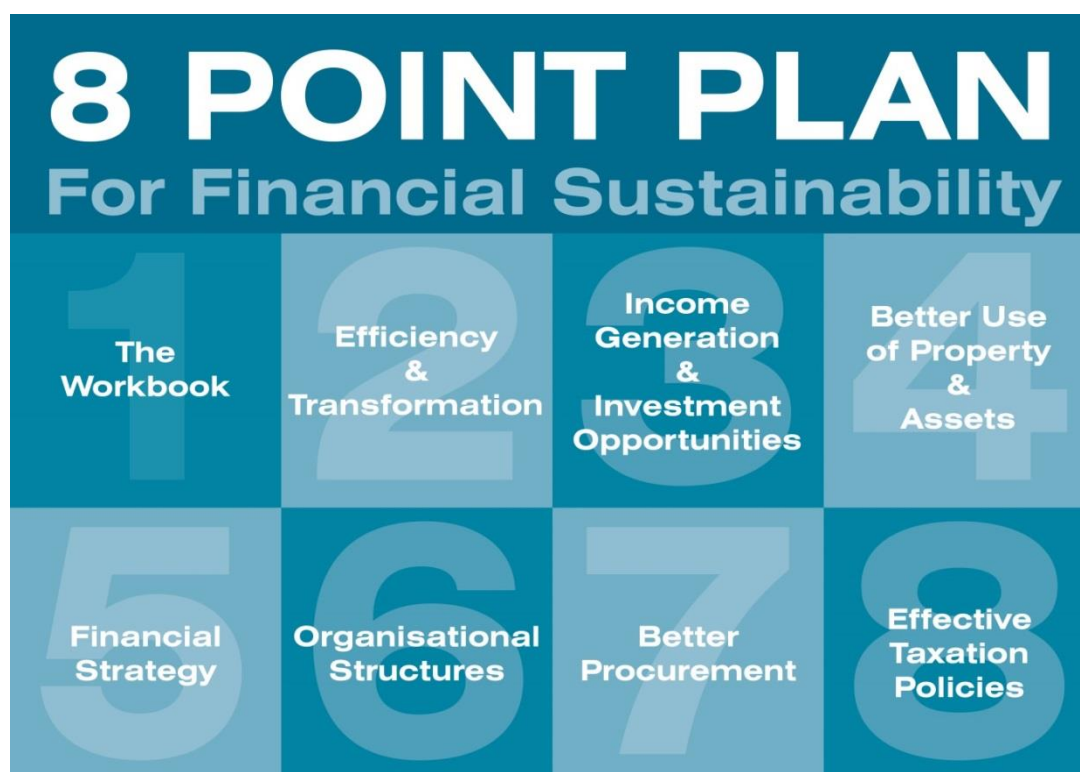 8 POINT PLAN
For Financial Sustainability
1
The
Workbook
2
Efficiency
&
Transformation
3
Income
Generation
&
Investment
Opportunities
4
Better Use
of Property
&
Assets
5
Financial
Strategy
6
Organisational
Structures
7
Better
Procurement
8
Effective
Taxation
Policies